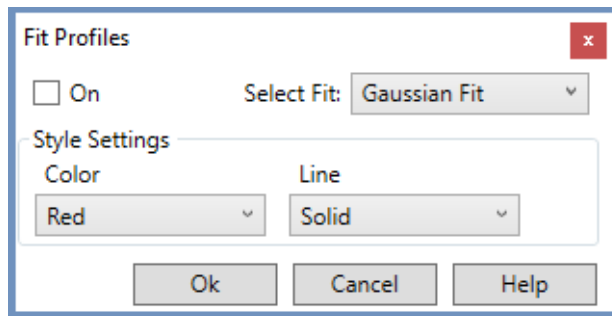 Fit Profiles x
On Select Fit: Gaussian Fit
Style Settings
Color Line
Red Solid
Ok Cancel Help